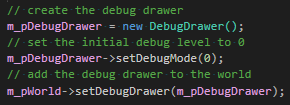 // create the debug drawer
m_pDebugDrawer = new DebugDrawer();
// set the initial debug level to 0
m_pDebugDrawer->setDebugMode(0);
// add the debug drawer to the world
m_pWorld->setDebugDrawer(m_pDebugDrawer);